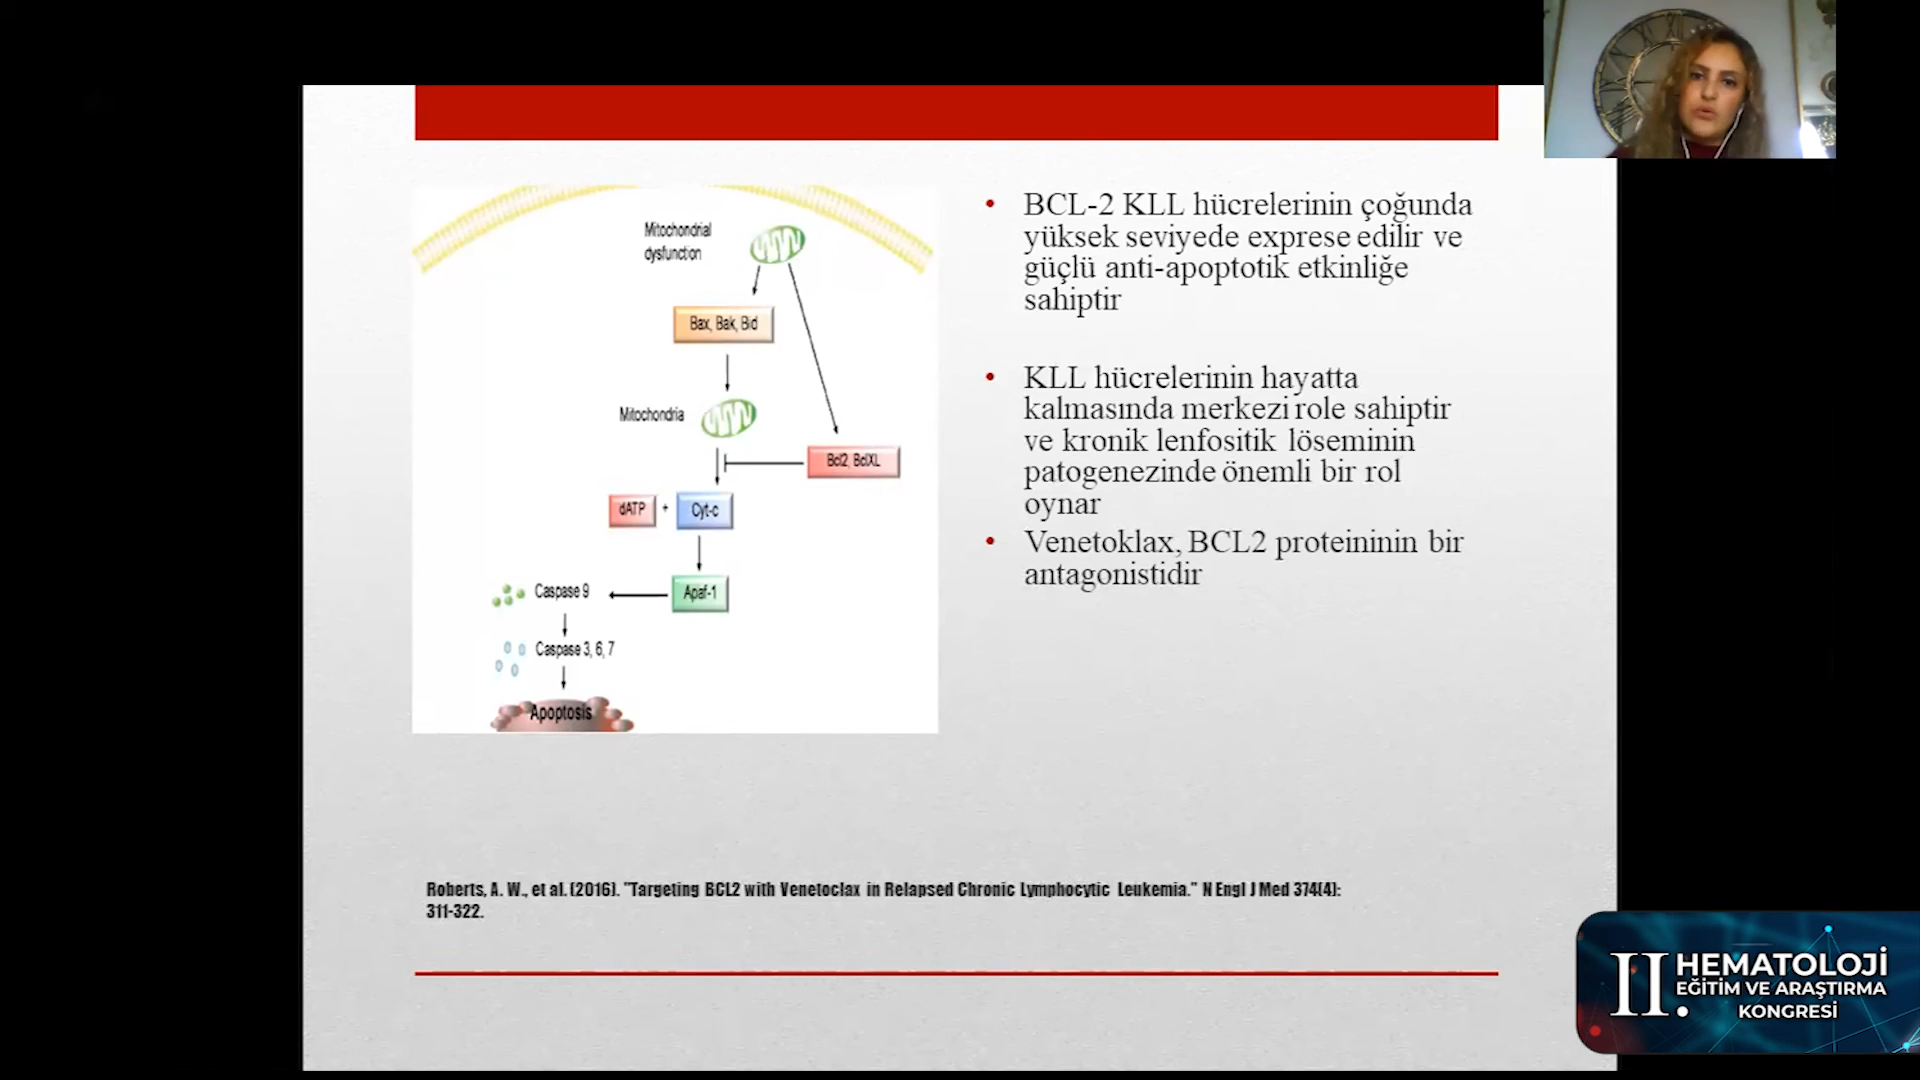 Mitochondrial
dysfunction
Bax, Bak, Bid
Mitochondria
Bcl2, BclXL
dATP + Cyt-c
Caspase 9
Apaf-1
Caspase 3, 6, 7
Apoptosis
• BCL-2 KLL hücrelerinin çoğunda
yüksek seviyede exprese edilir ve
güçlü anti-apoptotik etkinliğe
sahiptir
• KLL hücrelerinin hayatta
kalmasında merkezi role sahiptir
ve kronik lenfositik löseminin
patogenezinde önemli bir rol
oynar
• Venetoklax, BCL2 proteininin bir
antagonistidir
Roberts, A. W., et al. (2016). "Targeting BCL2 with Venetoclax in Relapsed Chronic Lymphocytic Leukemia." N Engl J Med 374(4):
311-322.
II. HEMATOLOJİ
EĞİTİM VE ARAŞTIRMA
KONGRESİ